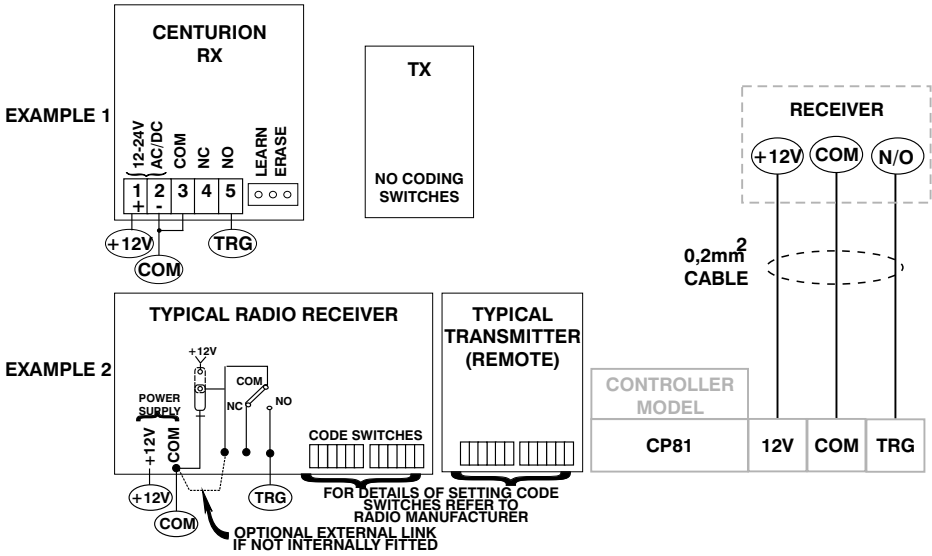 EXAMPLE 1
CENTURION
RX
12-24V
AC/DC
COM
NC
NO
LEARN
ERASE
1 2 3 4 5
+ -
+12V
COM
TRG
TX
NO CODING
SWITCHES
RECEIVER
+12V COM N/O
0,2mm2
CABLE
CONTROLLER
MODEL
CP81 12V COM TRG
EXAMPLE 2
TYPICAL RADIO RECEIVER
+12V
COM
NC
NO
POWER
SUPPLY
+12V
COM
CODE SWITCHES
+12V
COM
TRG
TYPICAL
TRANSMITTER
(REMOTE)
FOR DETAILS OF SETTING CODE
SWITCHES REFER TO
RADIO MANUFACTURER
OPTIONAL EXTERNAL LINK
IF NOT INTERNALLY FITTED